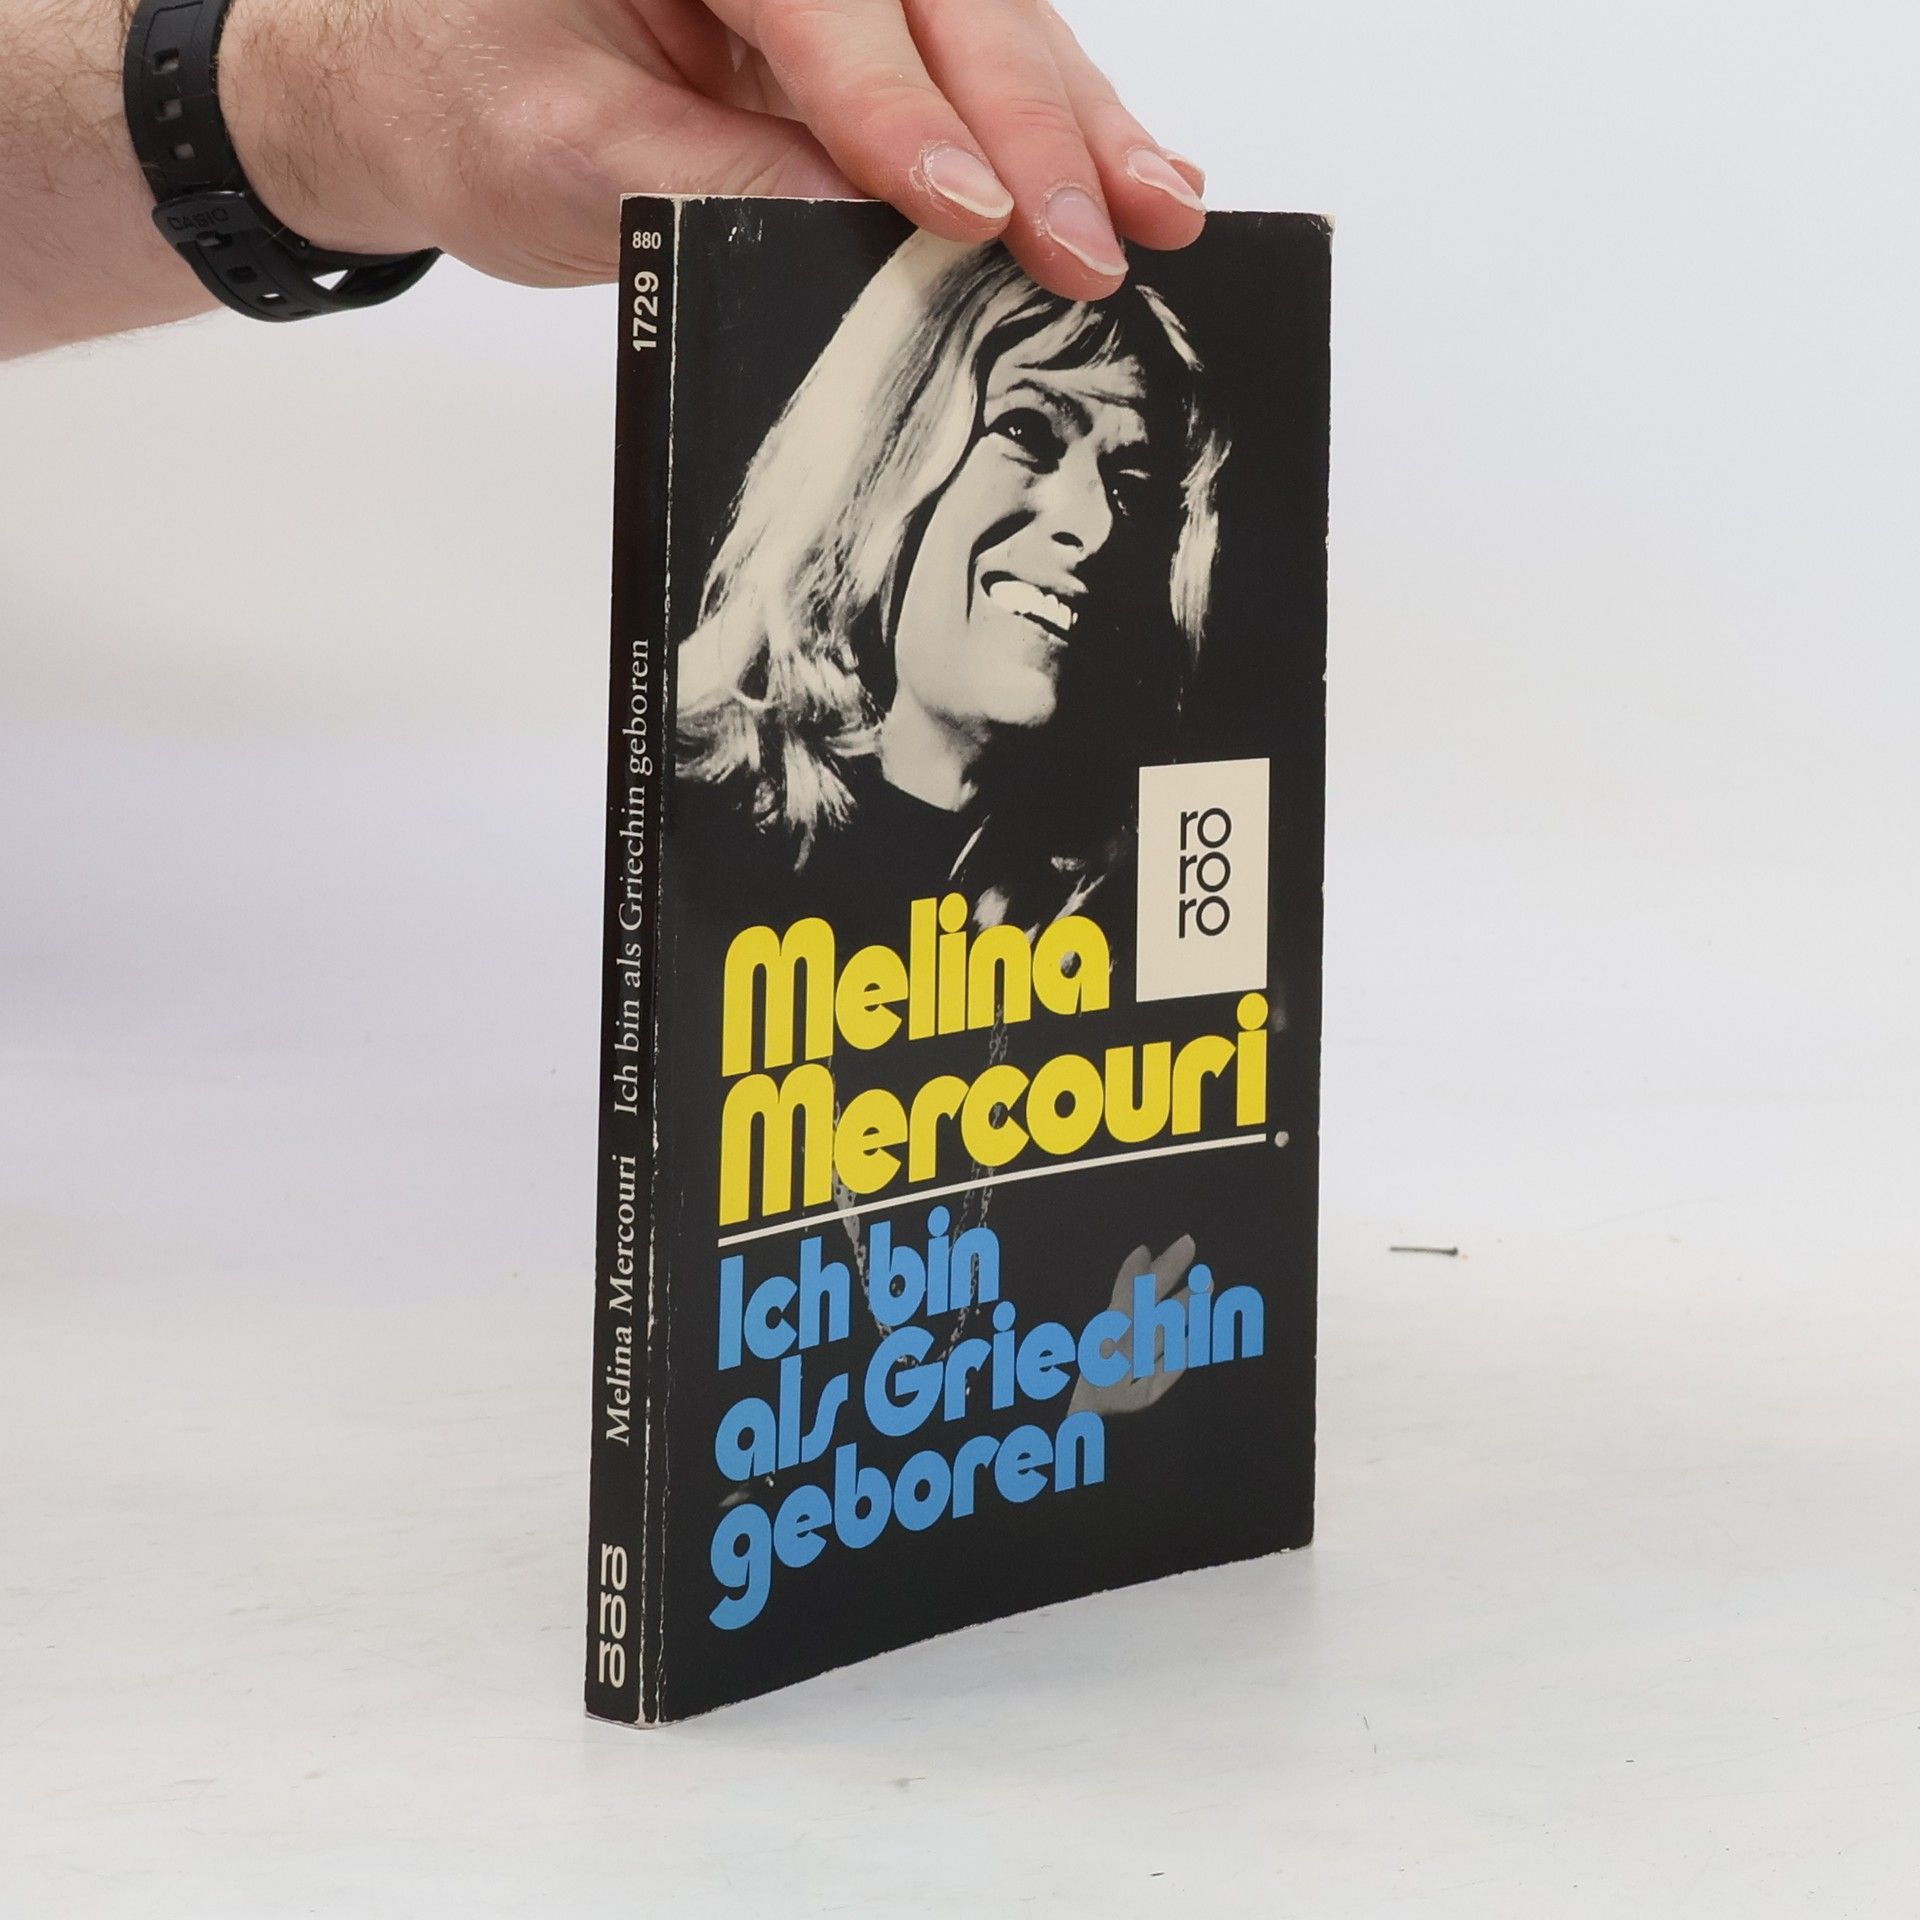 CASIO
880
1729
Melina Mercouri Ich bin als Griechin geboren
ro
ro
ro
ro
ro
ro
Melina
Mercouri
Ich bin
als Griechin
geboren